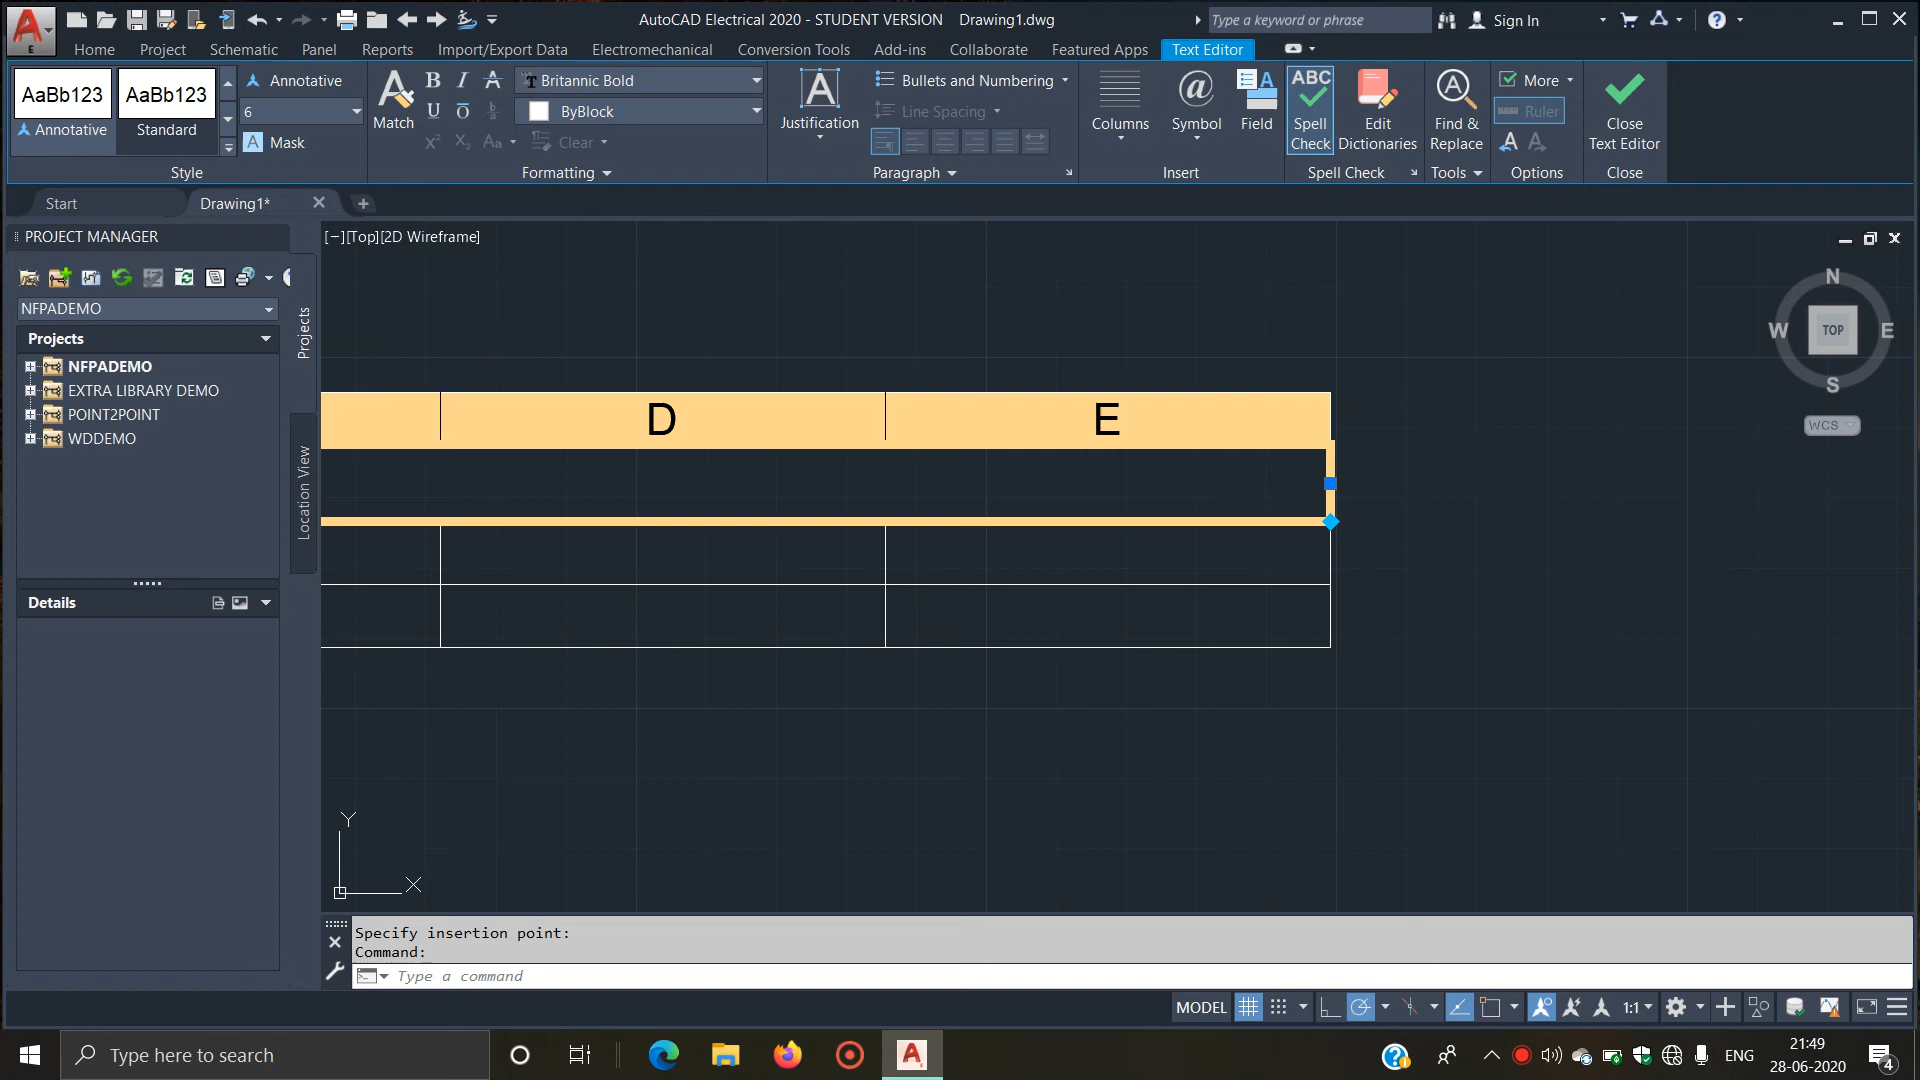 AutoCAD Electrical 2020 - STUDENT VERSION Drawing1.dwg
Type a keyword or phrase
Sign In
Home Project Schematic Panel Reports Import/Export Data Electromechanical Conversion Tools Add-ins Collaborate Featured Apps Text Editor
AaBb123 AaBb123
Annotative Standard
Annotative
6
Mask
Style
Match
Britannic Bold
ByBlock
Clear
Formatting
Justification
Bullets and Numbering
Line Spacing
Paragraph
Columns
Symbol
Field
Insert
ABC
Spell Check
Edit Dictionaries
Spell Check
Find & Replace
Tools
More
Ruler
Options
Close Text Editor
Close
Start
Drawing1*
PROJECT MANAGER
NFPADEMO
Projects
NFPADEMO
EXTRA LIBRARY DEMO
POINT2POINT
WDDEMO
Details
Projects
Location View
[−][Top][2D Wireframe]
D E
N
W TOP E
S
WCS
Y
X
Specify insertion point:
Command:
Type a command
MODEL
1:1
Type here to search
ENG
21:49
28-06-2020
4